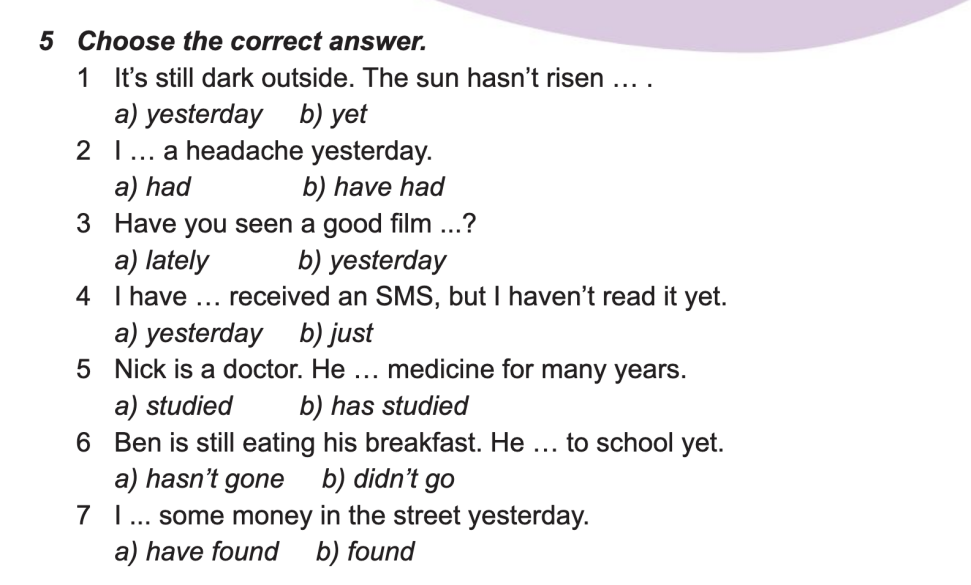 5 Choose the correct answer.
1 It's still dark outside. The sun hasn't risen ... .
a) yesterday b) yet
2 I ... a headache yesterday.
a) had b) have had
3 Have you seen a good film ...?
a) lately b) yesterday
4 I have ... received an SMS, but I haven't read it yet.
a) yesterday b) just
5 Nick is a doctor. He ... medicine for many years.
a) studied b) has studied
6 Ben is still eating his breakfast. He ... to school yet.
a) hasn't gone b) didn't go
7 I ... some money in the street yesterday.
a) have found b) found